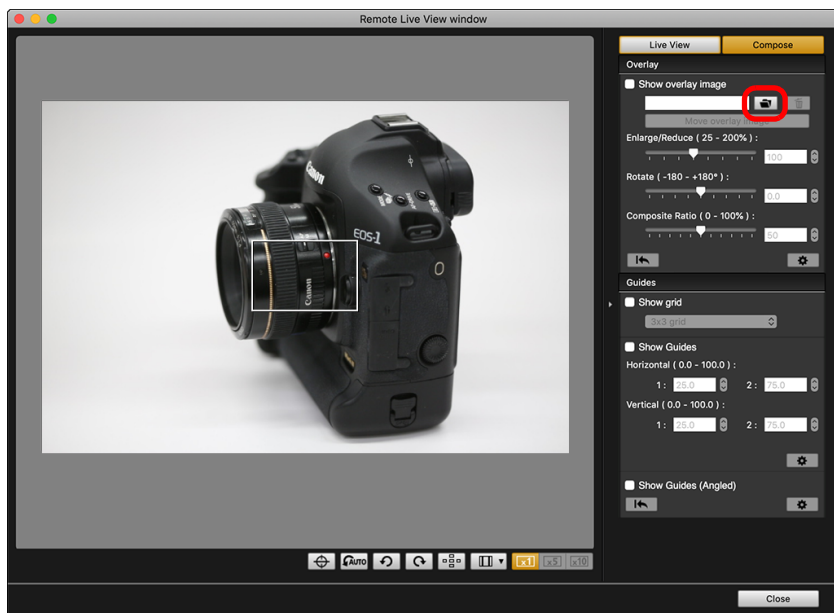 Remote Live View window
Live View
Compose
Overlay
Show overlay image
Move overlay image
Enlarge/Reduce ( 25 - 200% ) :
100
Rotate ( -180 - +180° ) :
0.0
Composite Ratio ( 0 - 100% ) :
50
Guides
Show grid
3x3 grid
Show Guides
Horizontal ( 0.0 - 100.0 ) :
1 : 25.0 2 : 75.0
Vertical ( 0.0 - 100.0 ) :
1 : 25.0 2 : 75.0
Show Guides (Angled)
Canon
EOS-1
Canon
AUTO
x1 x5 x10
Close